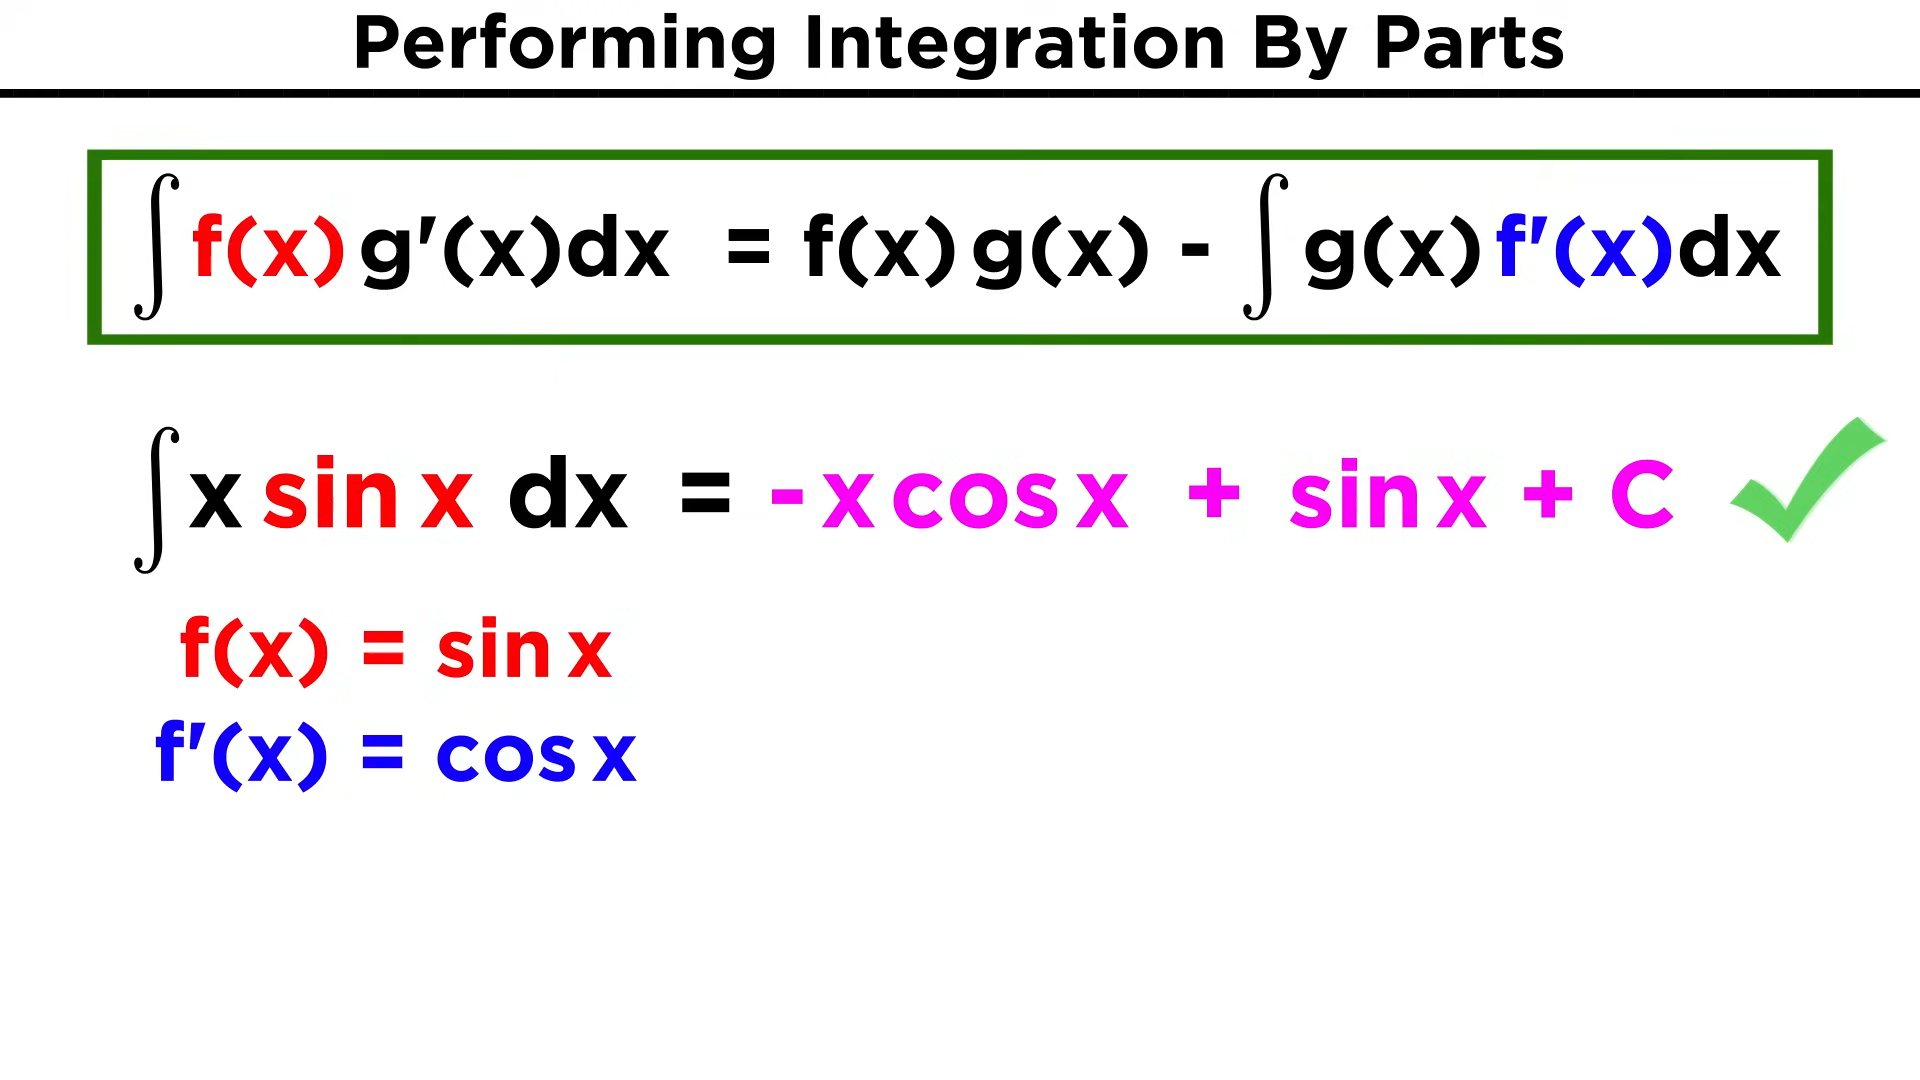 Performing Integration By Parts
∫ f(x) g'(x)dx = f(x) g(x) - ∫ g(x) f'(x)dx
∫ x sin x dx = - x cos x + sin x + C
f(x) = sin x
f'(x) = cos x